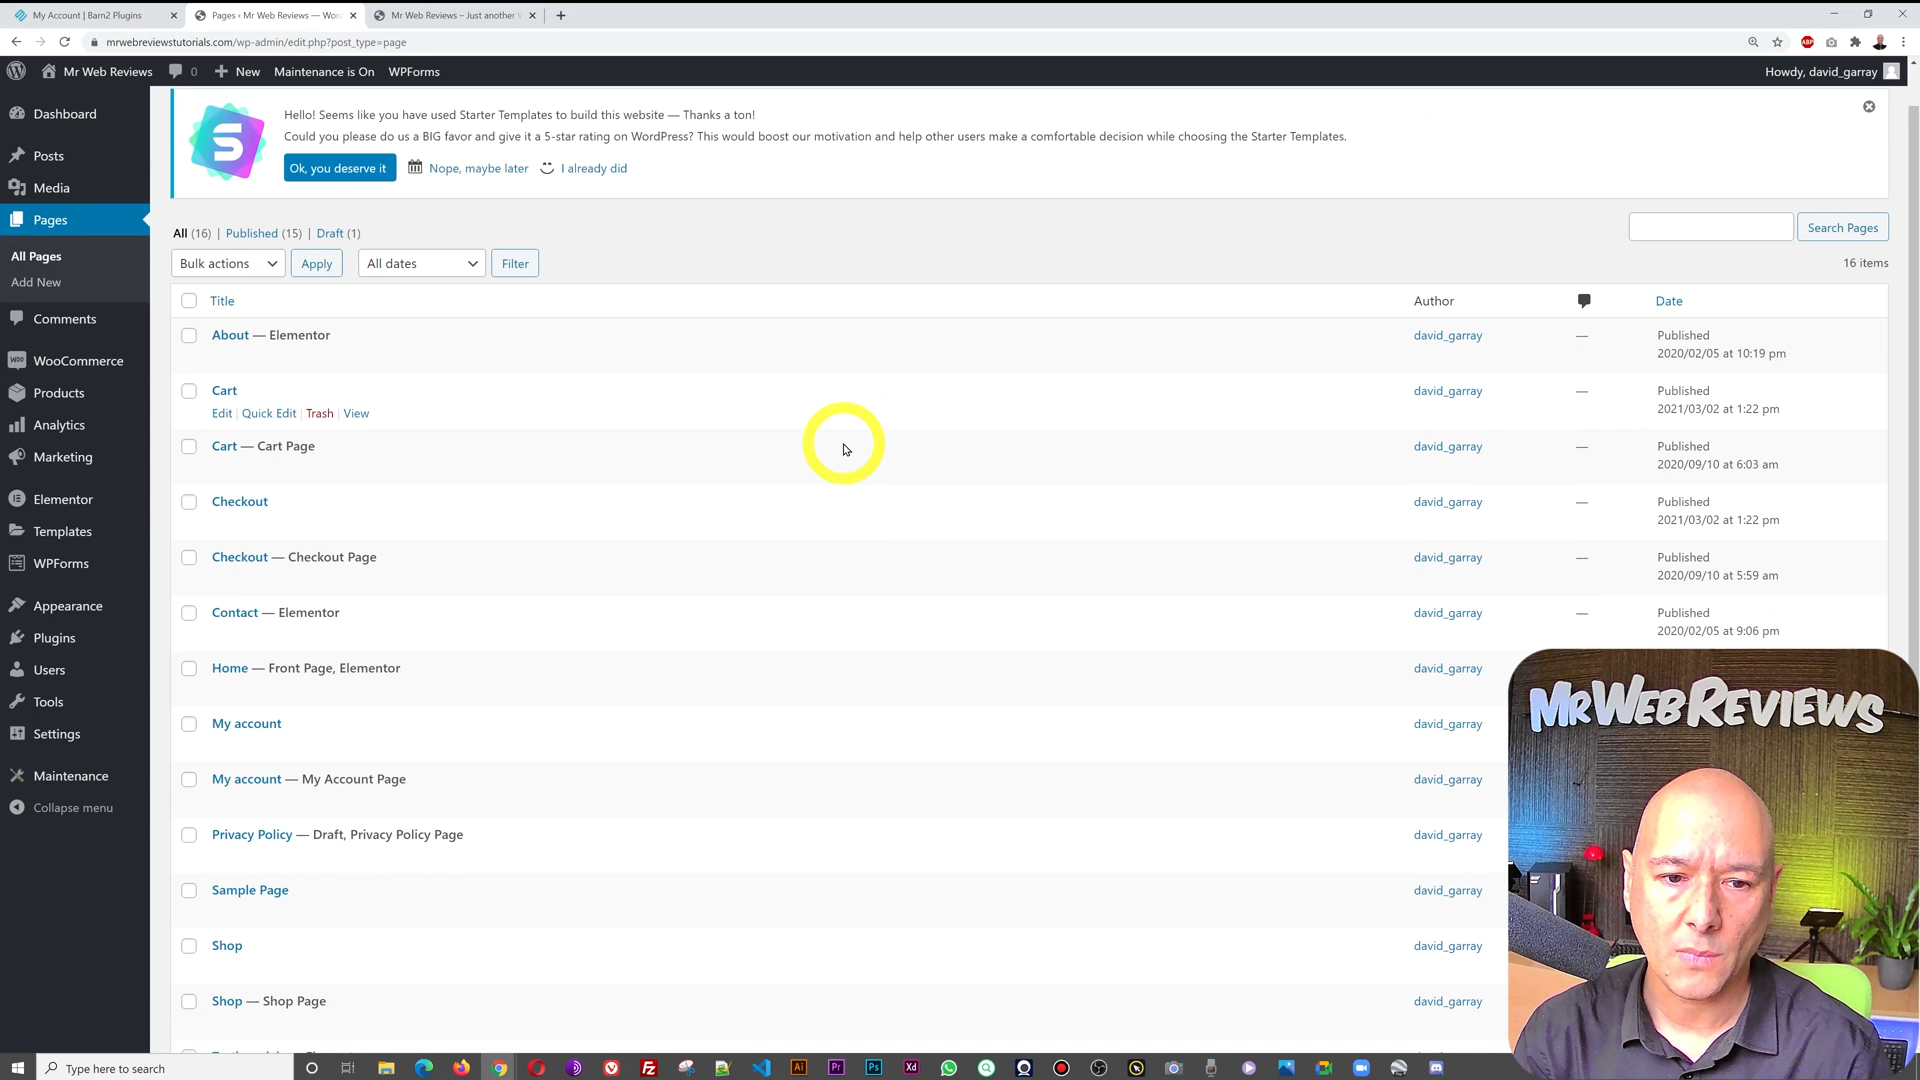 My Account | Barn2 Plugins
Pages ‹ Mr Web Reviews — Wor
Mr Web Reviews – Just another
mrwebreviewstutorials.com/wp-admin/edit.php?post_type=page
ABP
Mr Web Reviews 0 New Maintenance is On WPForms Howdy, david_garray
Dashboard
Posts
Media
Pages
All Pages
Add New
Comments
WooCommerce
Products
Analytics
Marketing
Elementor
Templates
WPForms
Appearance
Plugins
Users
Tools
Settings
Maintenance
Collapse menu
Hello! Seems like you have used Starter Templates to build this website — Thanks a ton!
Could you please do us a BIG favor and give it a 5-star rating on WordPress? This would boost our motivation and help other users make a comfortable decision while choosing the Starter Templates.
Ok, you deserve it Nope, maybe later I already did
All (16) | Published (15) | Draft (1)
Search Pages
Bulk actions Apply All dates Filter
16 items
Title Author Date
About — Elementor david_garray — Published
2020/02/05 at 10:19 pm
Cart david_garray — Published
2021/03/02 at 1:22 pm
Edit | Quick Edit | Trash | View
Cart — Cart Page david_garray — Published
2020/09/10 at 6:03 am
Checkout david_garray — Published
2021/03/02 at 1:22 pm
Checkout — Checkout Page david_garray — Published
2020/09/10 at 5:59 am
Contact — Elementor david_garray — Published
2020/02/05 at 9:06 pm
Home — Front Page, Elementor david_garray
My account david_garray
My account — My Account Page david_garray
Privacy Policy — Draft, Privacy Policy Page david_garray
Sample Page david_garray
Shop david_garray
Shop — Shop Page david_garray
MRWEBREVIEWS
Type here to search